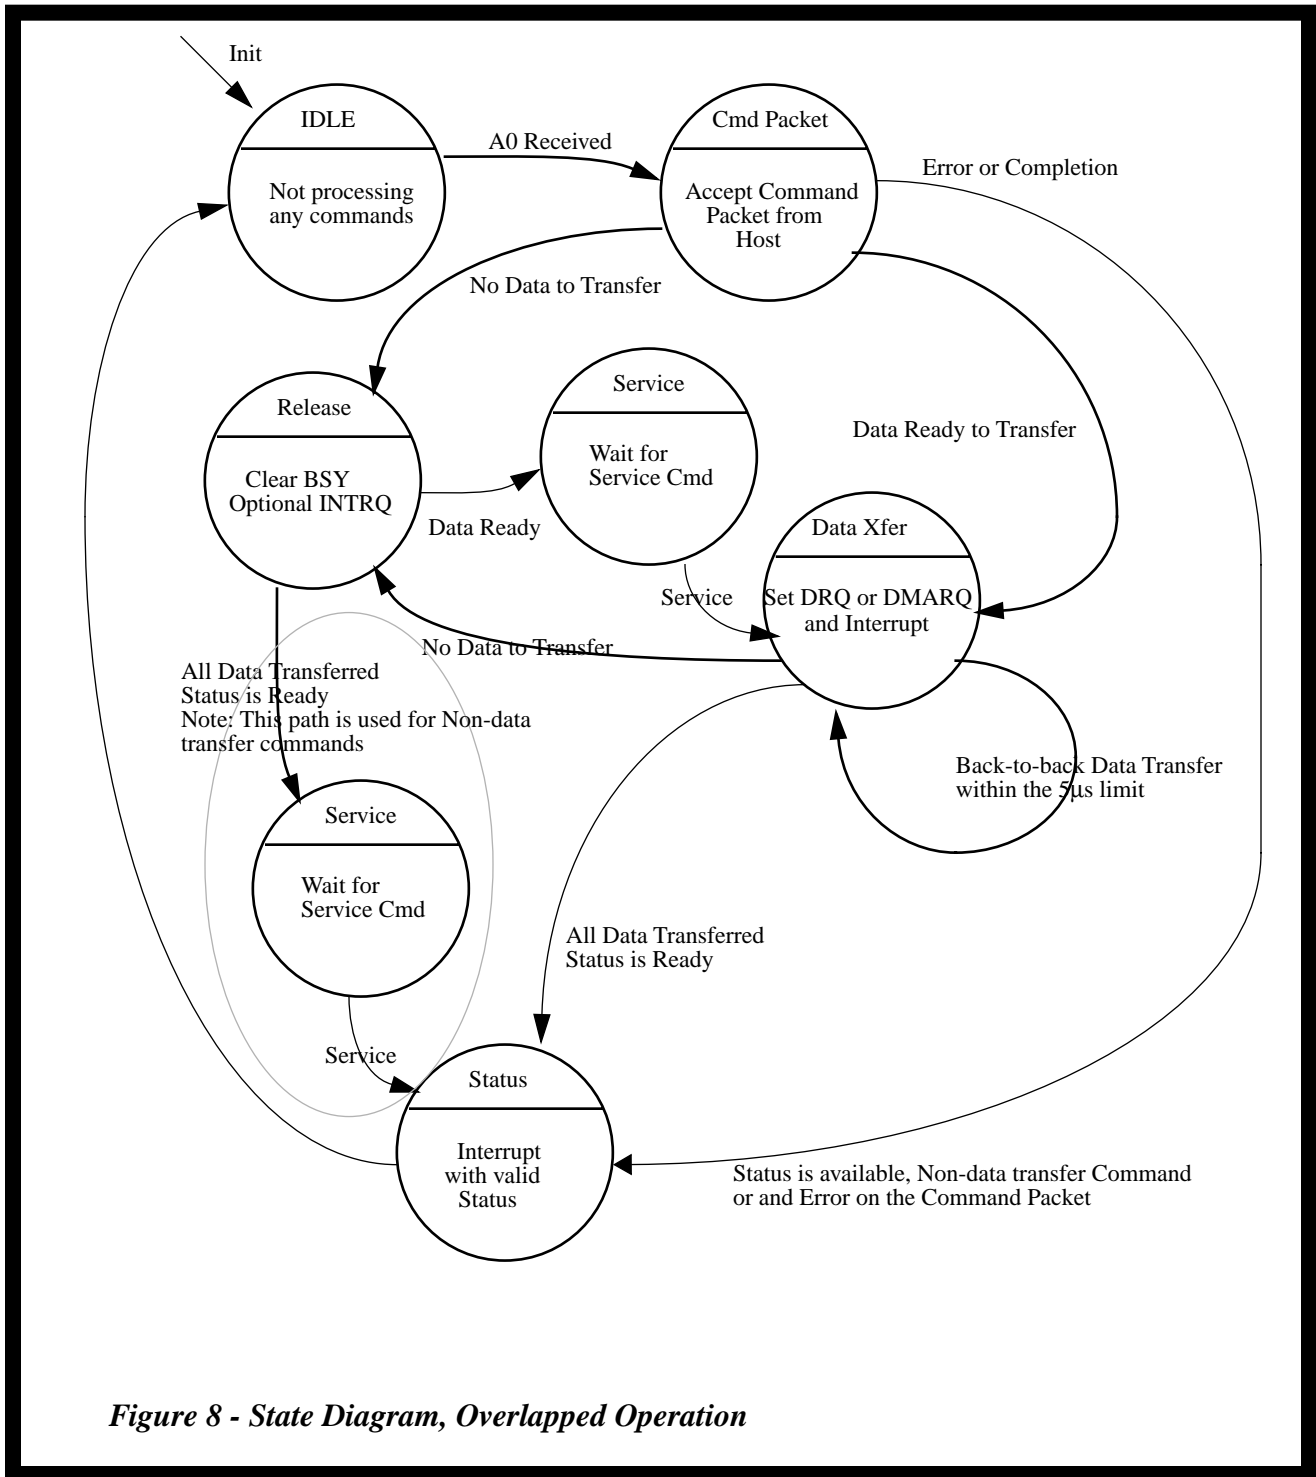 Init
IDLE
Not processing
any commands
A0 Received
Cmd Packet
Accept Command
Packet from
Host
Error or Completion
No Data to Transfer
Service
Wait for
Service Cmd
Release
Clear BSY
Optional INTRQ
Data Ready
Data Ready to Transfer
Data Xfer
Set DRQ or DMARQ
and Interrupt
Service
No Data to Transfer
All Data Transferred
Status is Ready
Note: This path is used for Non-data
transfer commands
Back-to-back Data Transfer
within the 5µs limit
Service
Wait for
Service Cmd
All Data Transferred
Status is Ready
Service
Status
Interrupt
with valid
Status
Status is available, Non-data transfer Command
or and Error on the Command Packet
Figure 8 - State Diagram, Overlapped Operation